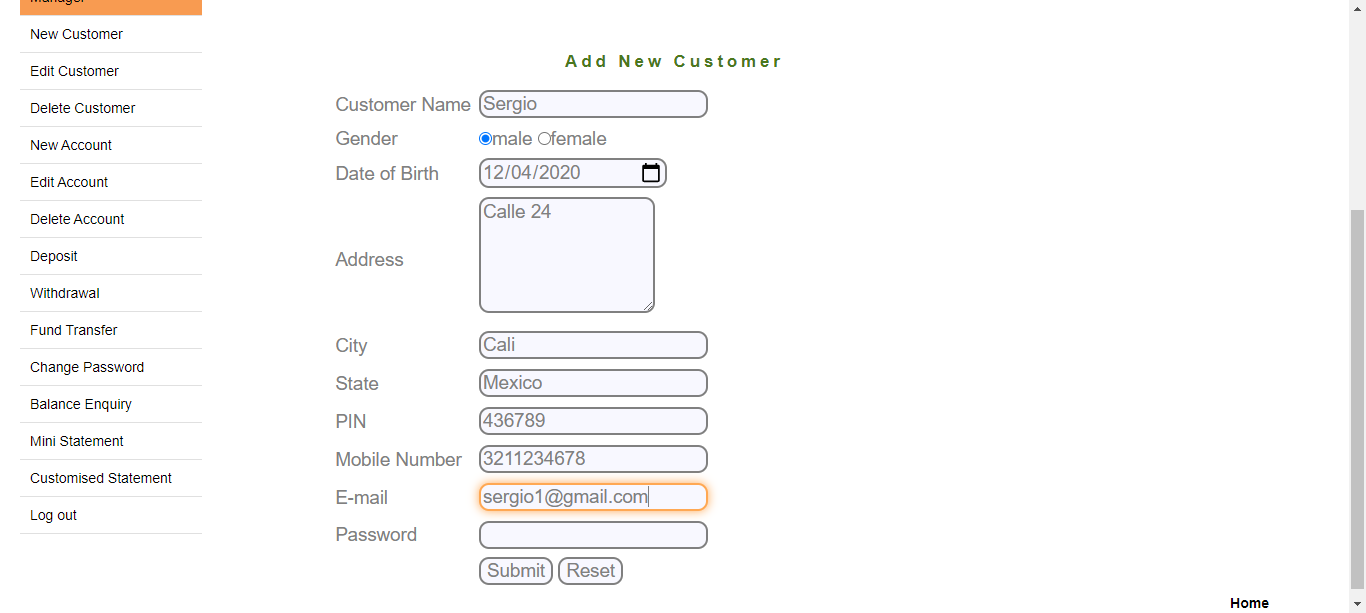 Manager
New Customer
Edit Customer
Delete Customer
New Account
Edit Account
Delete Account
Deposit
Withdrawal
Fund Transfer
Change Password
Balance Enquiry
Mini Statement
Customised Statement
Log out
Add New Customer
Customer Name Sergio
Gender male female
Date of Birth 12/04/2020
Address Calle 24
City Cali
State Mexico
PIN 436789
Mobile Number 3211234678
E-mail sergio1@gmail.com
Password
Submit Reset
Home